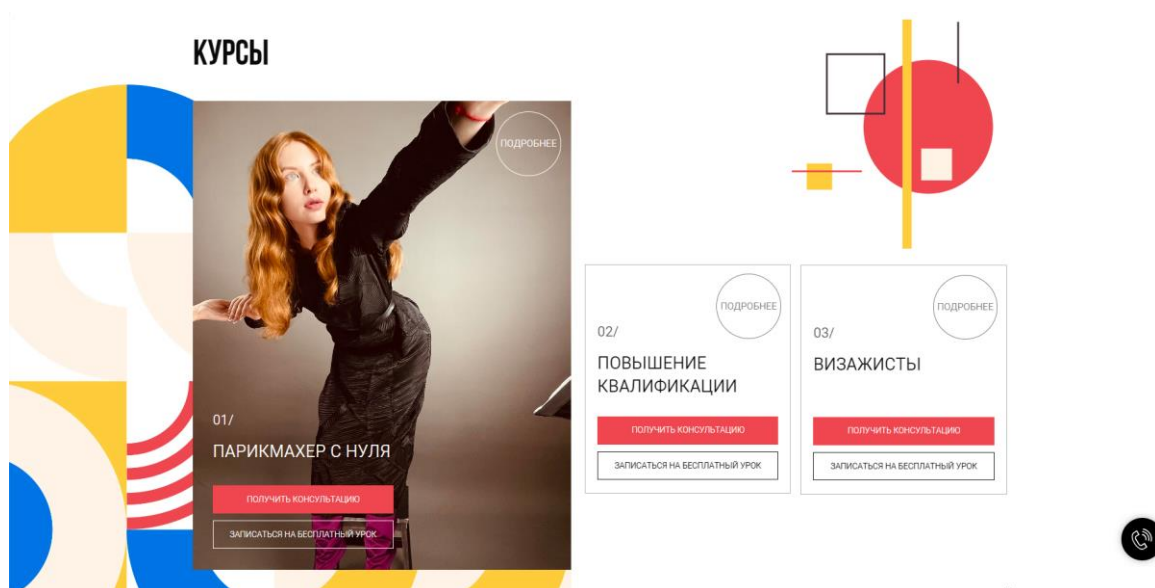 КУРСЫ
ПОДРОБНЕЕ
01/
ПАРИКМАХЕР С НУЛЯ
ПОЛУЧИТЬ КОНСУЛЬТАЦИЮ
ЗАПИСАТЬСЯ НА БЕСПЛАТНЫЙ УРОК
ПОДРОБНЕЕ
02/
ПОВЫШЕНИЕ
КВАЛИФИКАЦИИ
ПОЛУЧИТЬ КОНСУЛЬТАЦИЮ
ЗАПИСАТЬСЯ НА БЕСПЛАТНЫЙ УРОК
ПОДРОБНЕЕ
03/
ВИЗАЖИСТЫ
ПОЛУЧИТЬ КОНСУЛЬТАЦИЮ
ЗАПИСАТЬСЯ НА БЕСПЛАТНЫЙ УРОК